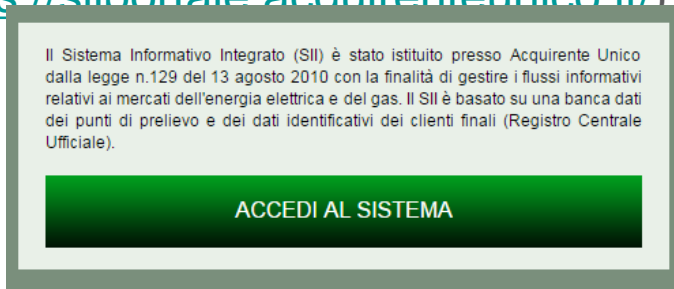 Il Sistema Informativo Integrato (SII) è stato istituito presso Acquirente Unico
dalla legge n.129 del 13 agosto 2010 con la finalità di gestire i flussi informativi
relativi ai mercati dell'energia elettrica e del gas. Il SII è basato su una banca dati
dei punti di prelievo e dei dati identificativi dei clienti finali (Registro Centrale
Ufficiale).
ACCEDI AL SISTEMA